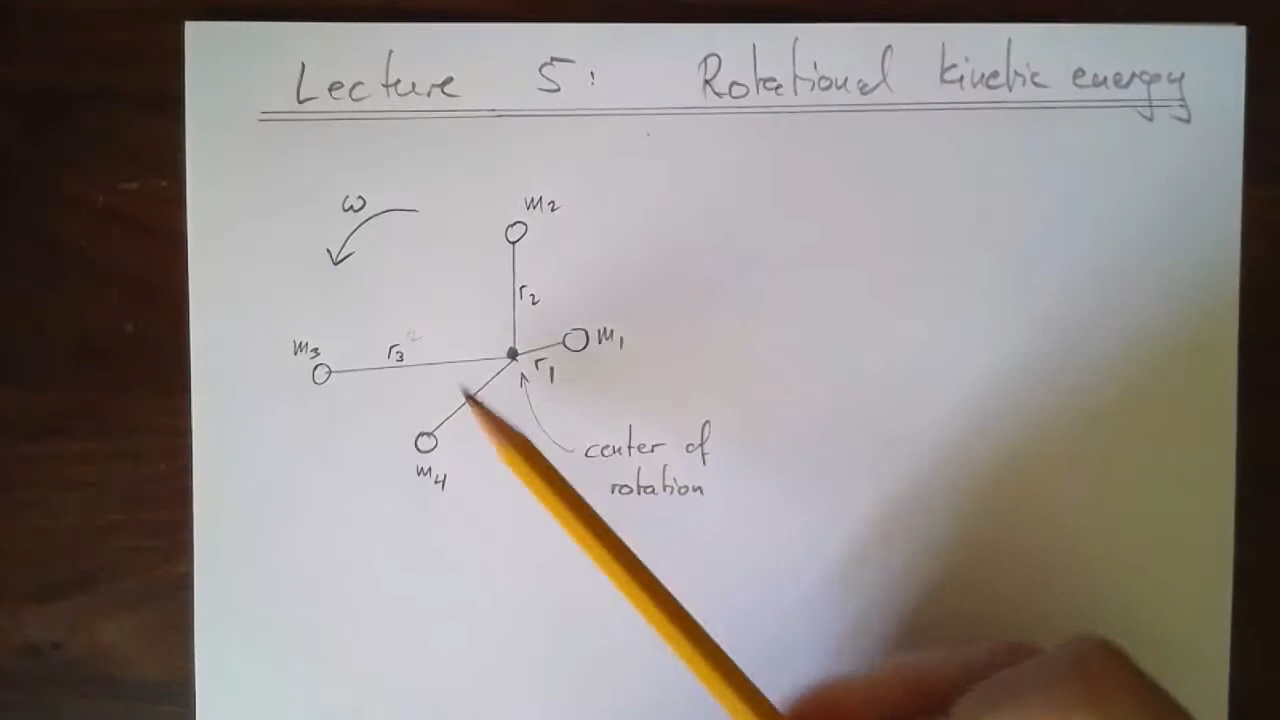 Lecture 5: Rotational kinetic energy
ω
m2
r2
m3
r3
m1
r1
m4
center of
rotation